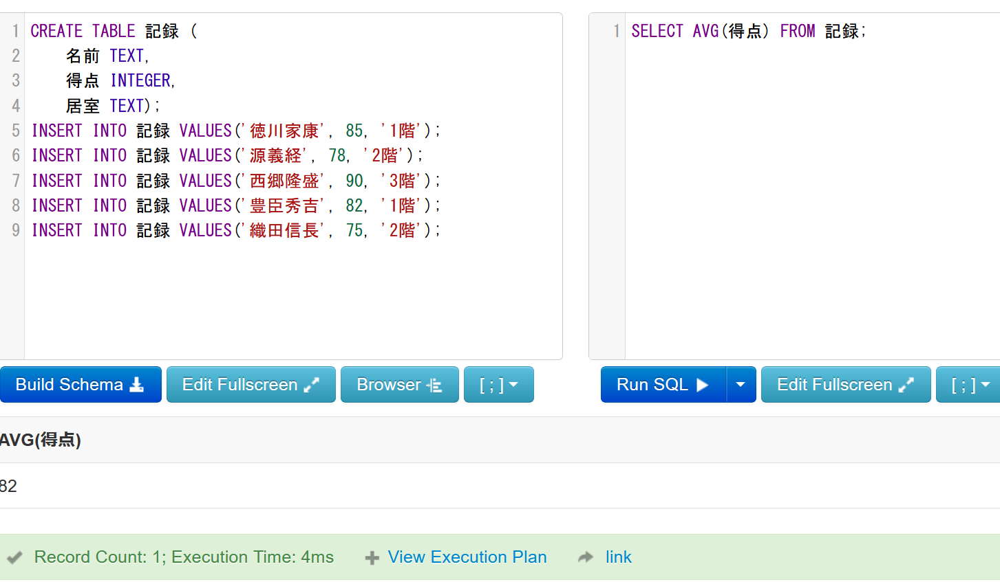 1 CREATE TABLE 記録 (
2 名前 TEXT,
3 得点 INTEGER,
4 居室 TEXT);
5 INSERT INTO 記録 VALUES('徳川家康', 85, '1階');
6 INSERT INTO 記録 VALUES('源義経', 78, '2階');
7 INSERT INTO 記録 VALUES('西郷隆盛', 90, '3階');
8 INSERT INTO 記録 VALUES('豊臣秀吉', 82, '1階');
9 INSERT INTO 記録 VALUES('織田信長', 75, '2階');
Build Schema Edit Fullscreen Browser [ ; ]
1 SELECT AVG(得点) FROM 記録;
Run SQL Edit Fullscreen [ ; ]
AVG(得点)
82
Record Count: 1; Execution Time: 4ms View Execution Plan link